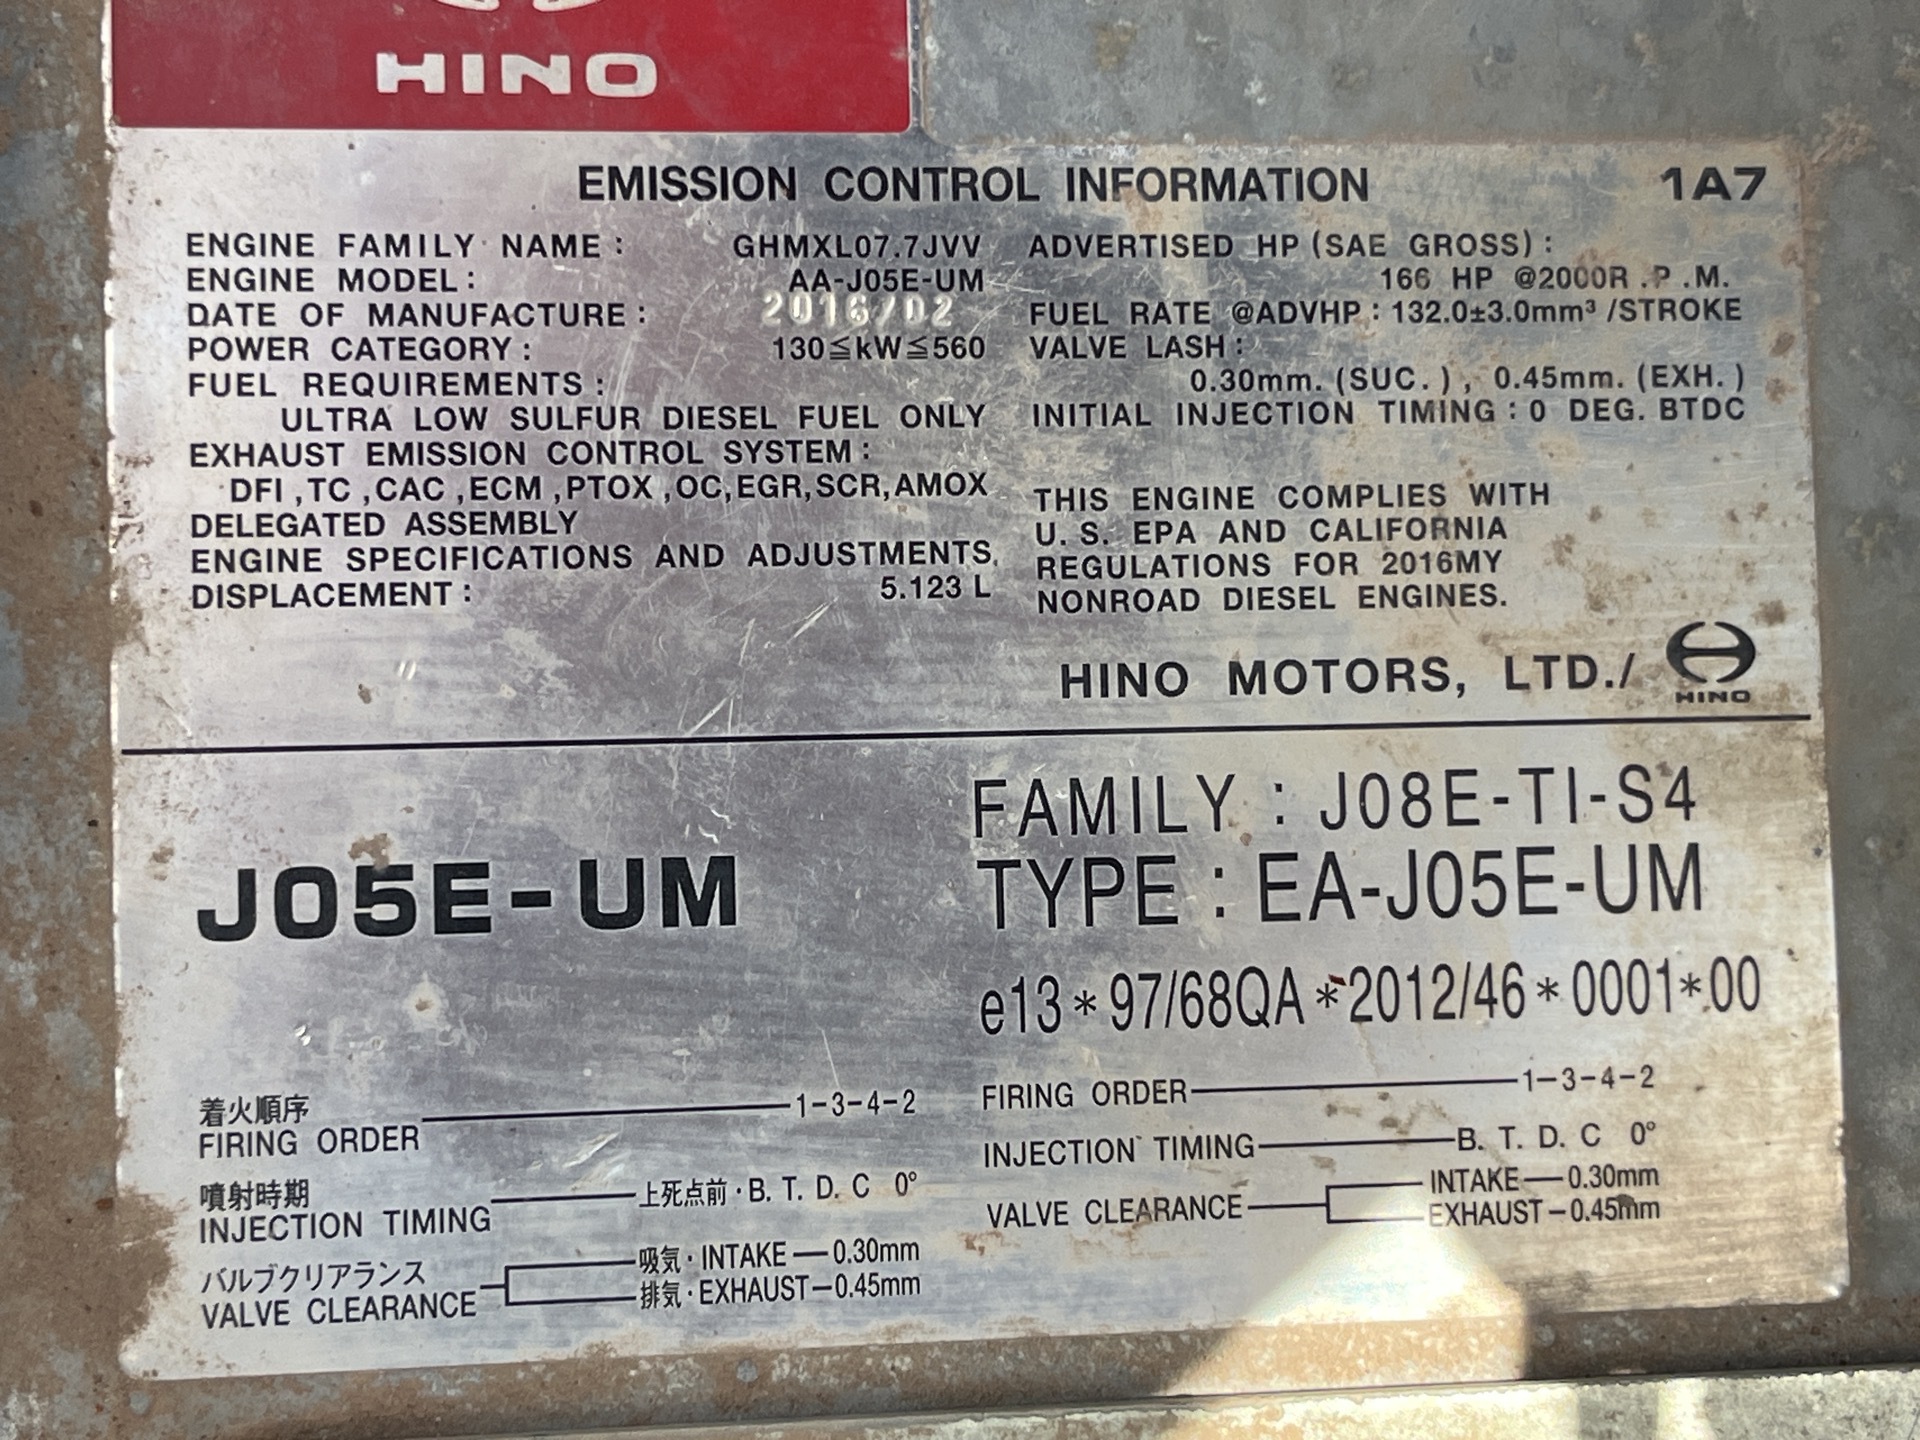 HINO
EMISSION CONTROL INFORMATION 1A7
ENGINE FAMILY NAME : GHMXL07.7JVV
ENGINE MODEL : AA-J05E-UM
DATE OF MANUFACTURE : 2016/02
POWER CATEGORY : 130≦kW≦560
FUEL REQUIREMENTS :
ULTRA LOW SULFUR DIESEL FUEL ONLY
EXHAUST EMISSION CONTROL SYSTEM :
DFI ,TC ,CAC ,ECM ,PTOX ,OC,EGR,SCR,AMOX
DELEGATED ASSEMBLY
ENGINE SPECIFICATIONS AND ADJUSTMENTS.
DISPLACEMENT : 5.123 L
ADVERTISED HP (SAE GROSS) :
166 HP @2000R .P .M.
FUEL RATE @ADVHP : 132.0±3.0mm³ /STROKE
VALVE LASH :
0.30mm. (SUC. ) , 0.45mm. (EXH. )
INITIAL INJECTION TIMING : 0 DEG. BTDC
THIS ENGINE COMPLIES WITH
U. S. EPA AND CALIFORNIA
REGULATIONS FOR 2016MY
NONROAD DIESEL ENGINES.
HINO MOTORS, LTD./
HINO
J05E-UM
FAMILY : J08E-TI-S4
TYPE : EA-J05E-UM
e13*97/68QA*2012/46*0001*00
着火順序
FIRING ORDER 1-3-4-2
噴射時期 上死点前・B. T. D. C 0°
INJECTION TIMING
バルブクリアランス 吸気・INTAKE 0.30mm
VALVE CLEARANCE 排気・EXHAUST 0.45mm
FIRING ORDER 1-3-4-2
INJECTION TIMING B. T. D. C 0°
VALVE CLEARANCE INTAKE 0.30mm
EXHAUST 0.45mm